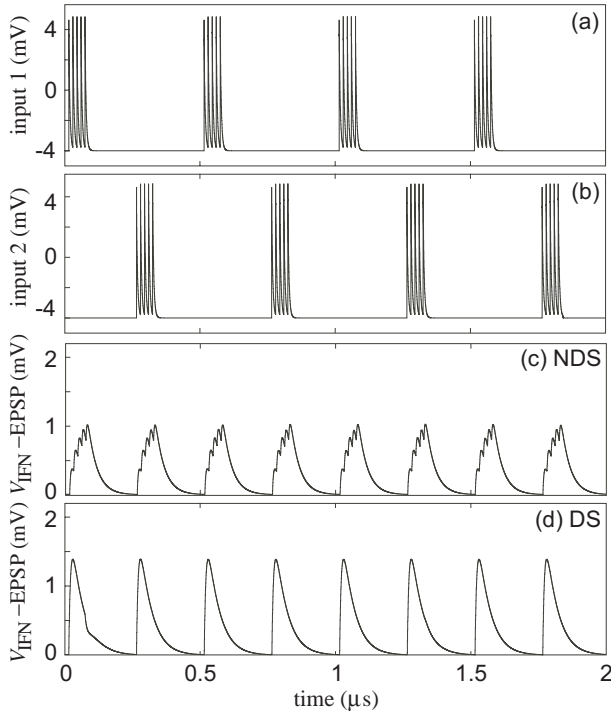 (a)
input 1 (mV)
4
0
-4
(b)
input 2 (mV)
4
0
-4
(c) NDS
VIFN –EPSP (mV)
2
1
0
(d) DS
VIFN –EPSP (mV)
2
1
0
0 0.5 1 1.5 2
time (μs)